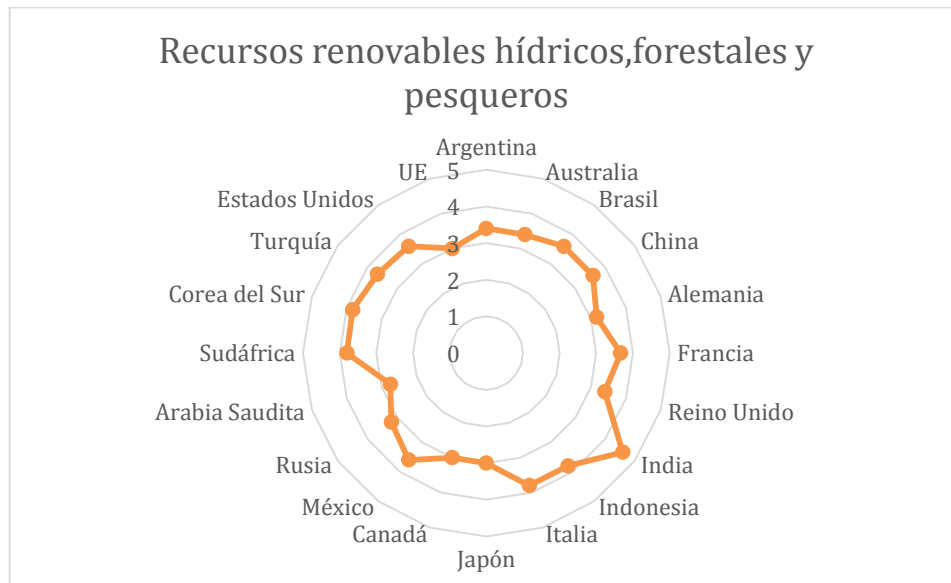 Recursos renovables hídricos,forestales y
pesqueros
Argentina
Australia
Brasil
China
Alemania
Francia
Reino Unido
India
Indonesia
Italia
Japón
Canadá
México
Rusia
Arabia Saudita
Sudáfrica
Corea del Sur
Turquía
Estados Unidos
UE
5
4
3
2
1
0